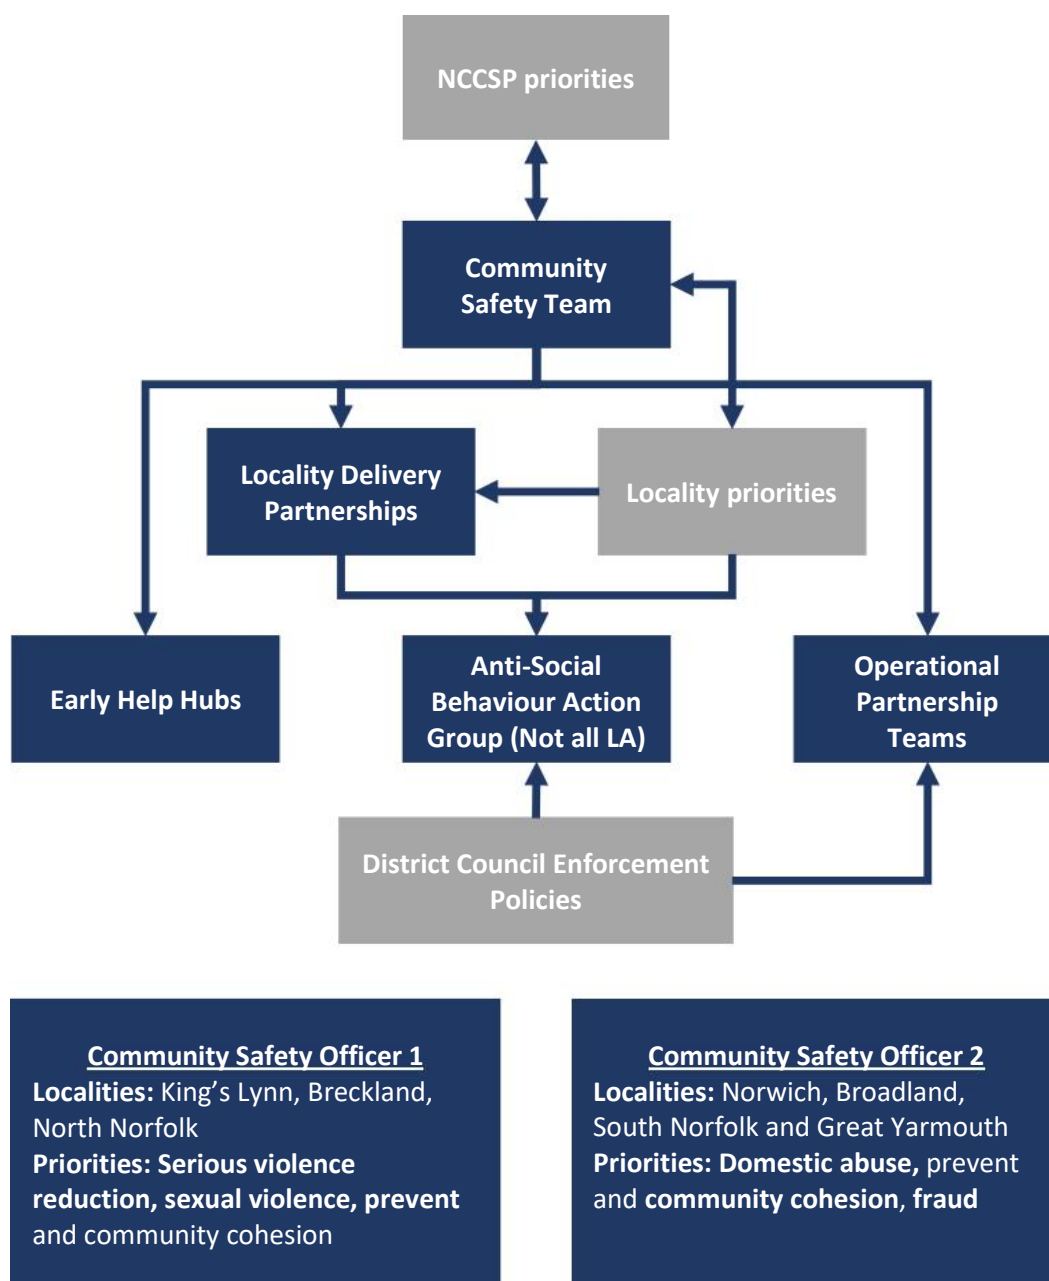 NCCSP priorities
Community
Safety Team
Locality Delivery
Partnerships
Locality priorities
Early Help Hubs
Anti-Social
Behaviour Action
Group (Not all LA)
Operational
Partnership
Teams
District Council Enforcement
Policies
Community Safety Officer 1
Localities: King’s Lynn, Breckland,
North Norfolk
Priorities: Serious violence
reduction, sexual violence, prevent
and community cohesion
Community Safety Officer 2
Localities: Norwich, Broadland,
South Norfolk and Great Yarmouth
Priorities: Domestic abuse, prevent
and community cohesion, fraud